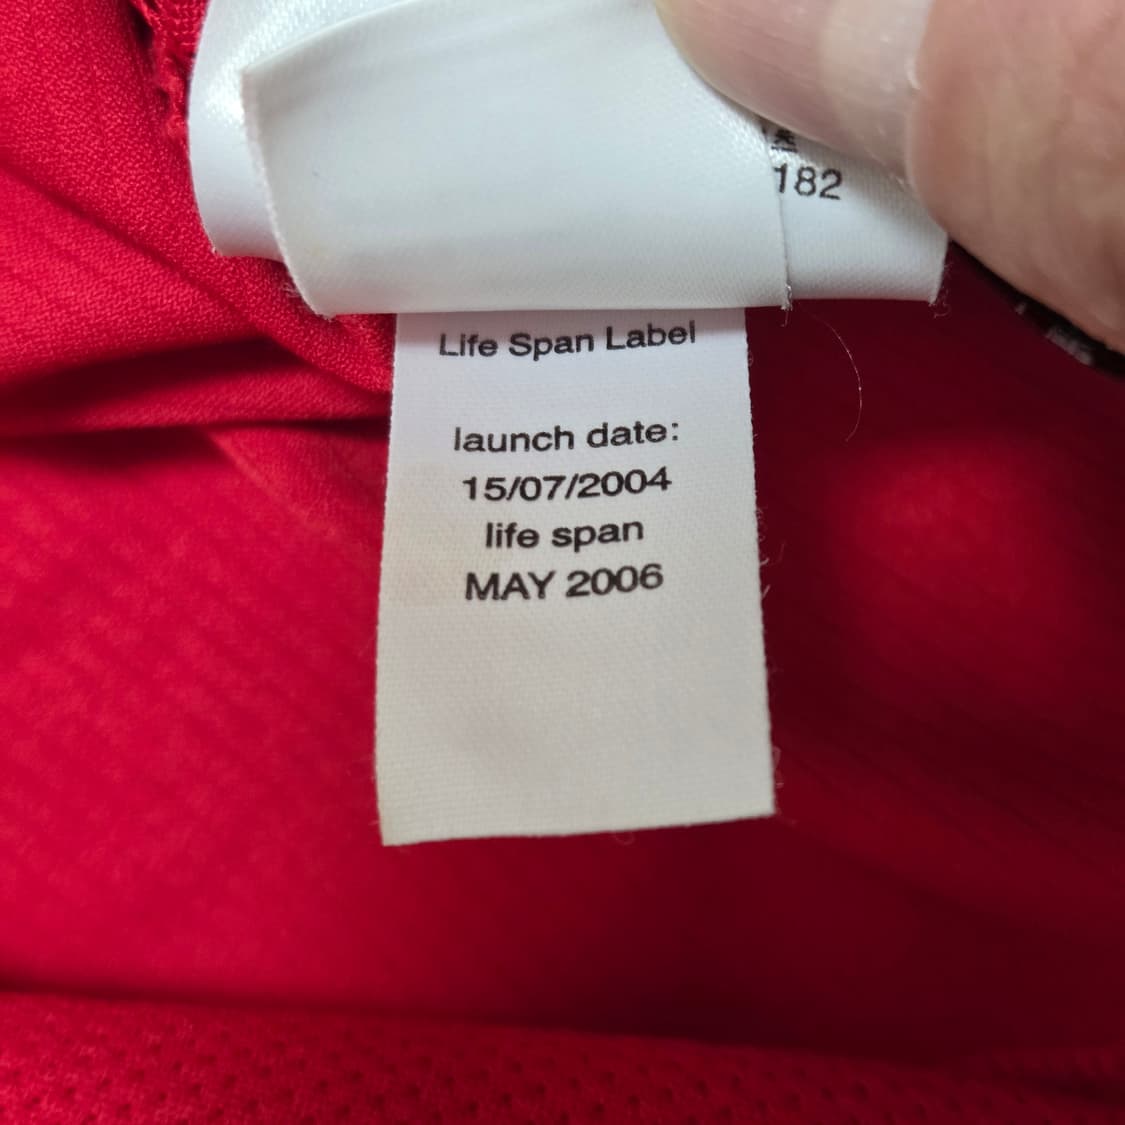 182
Life Span Label
launch date:
15/07/2004
life span
MAY 2006